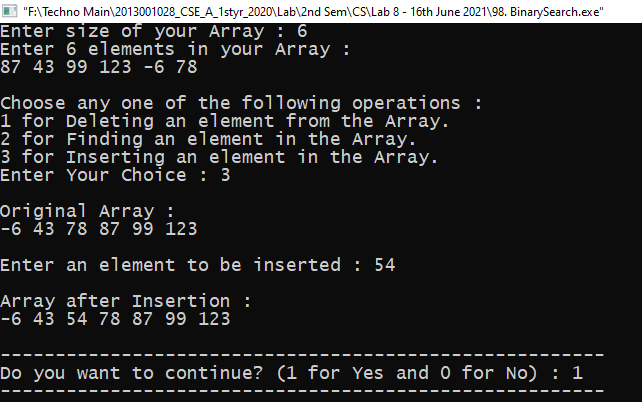 "F:\Techno Main\2013001028_CSE_A_1styr_2020\Lab\2nd Sem\CS\Lab 8 - 16th June 2021\98. BinarySearch.exe"
Enter size of your Array : 6
Enter 6 elements in your Array :
87 43 99 123 -6 78
Choose any one of the following operations :
1 for Deleting an element from the Array.
2 for Finding an element in the Array.
3 for Inserting an element in the Array.
Enter Your Choice : 3
Original Array :
-6 43 78 87 99 123
Enter an element to be inserted : 54
Array after Insertion :
-6 43 54 78 87 99 123
-------------------------------------------------------
Do you want to continue? (1 for Yes and 0 for No) : 1
-------------------------------------------------------